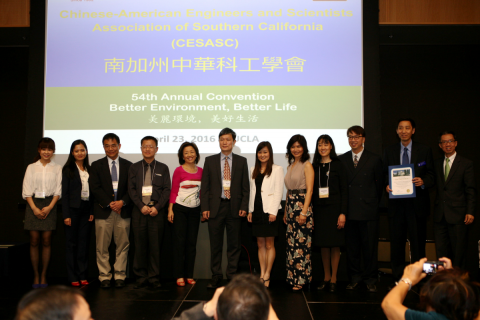 Chinese-American Engineers and Scientists
Association of Southern California
(CESASC)
南加州中華科工學會
54th Annual Convention
Better Environment, Better Life
美麗環境，美好生活
April 23, 2016 UCLA